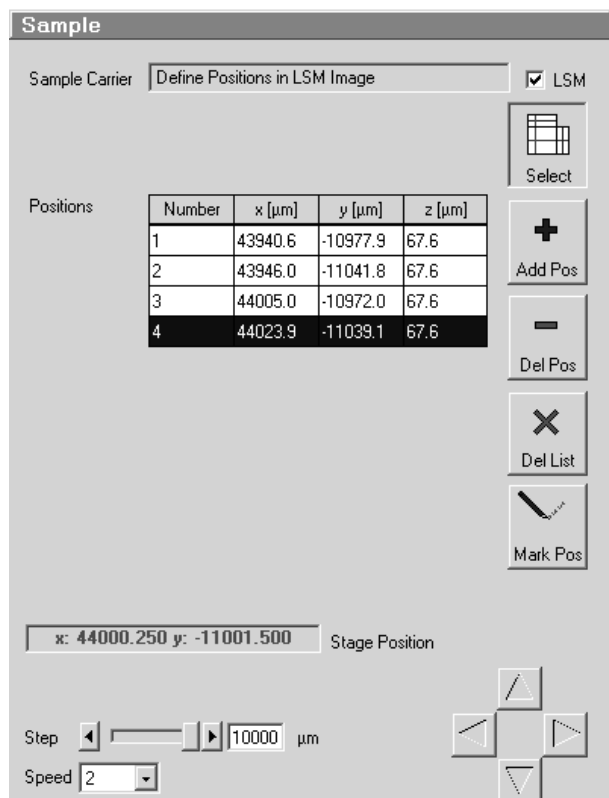 Sample
Sample Carrier Define Positions in LSM Image LSM
Select
Positions Number x [µm] y [µm] z [µm]
1 43940.6 -10977.9 67.6
2 43946.0 -11041.8 67.6
3 44005.0 -10972.0 67.6
4 44023.9 -11039.1 67.6
Add Pos
Del Pos
Del List
Mark Pos
x: 44000.250 y: -11001.500 Stage Position
Step 10000 µm
Speed 2